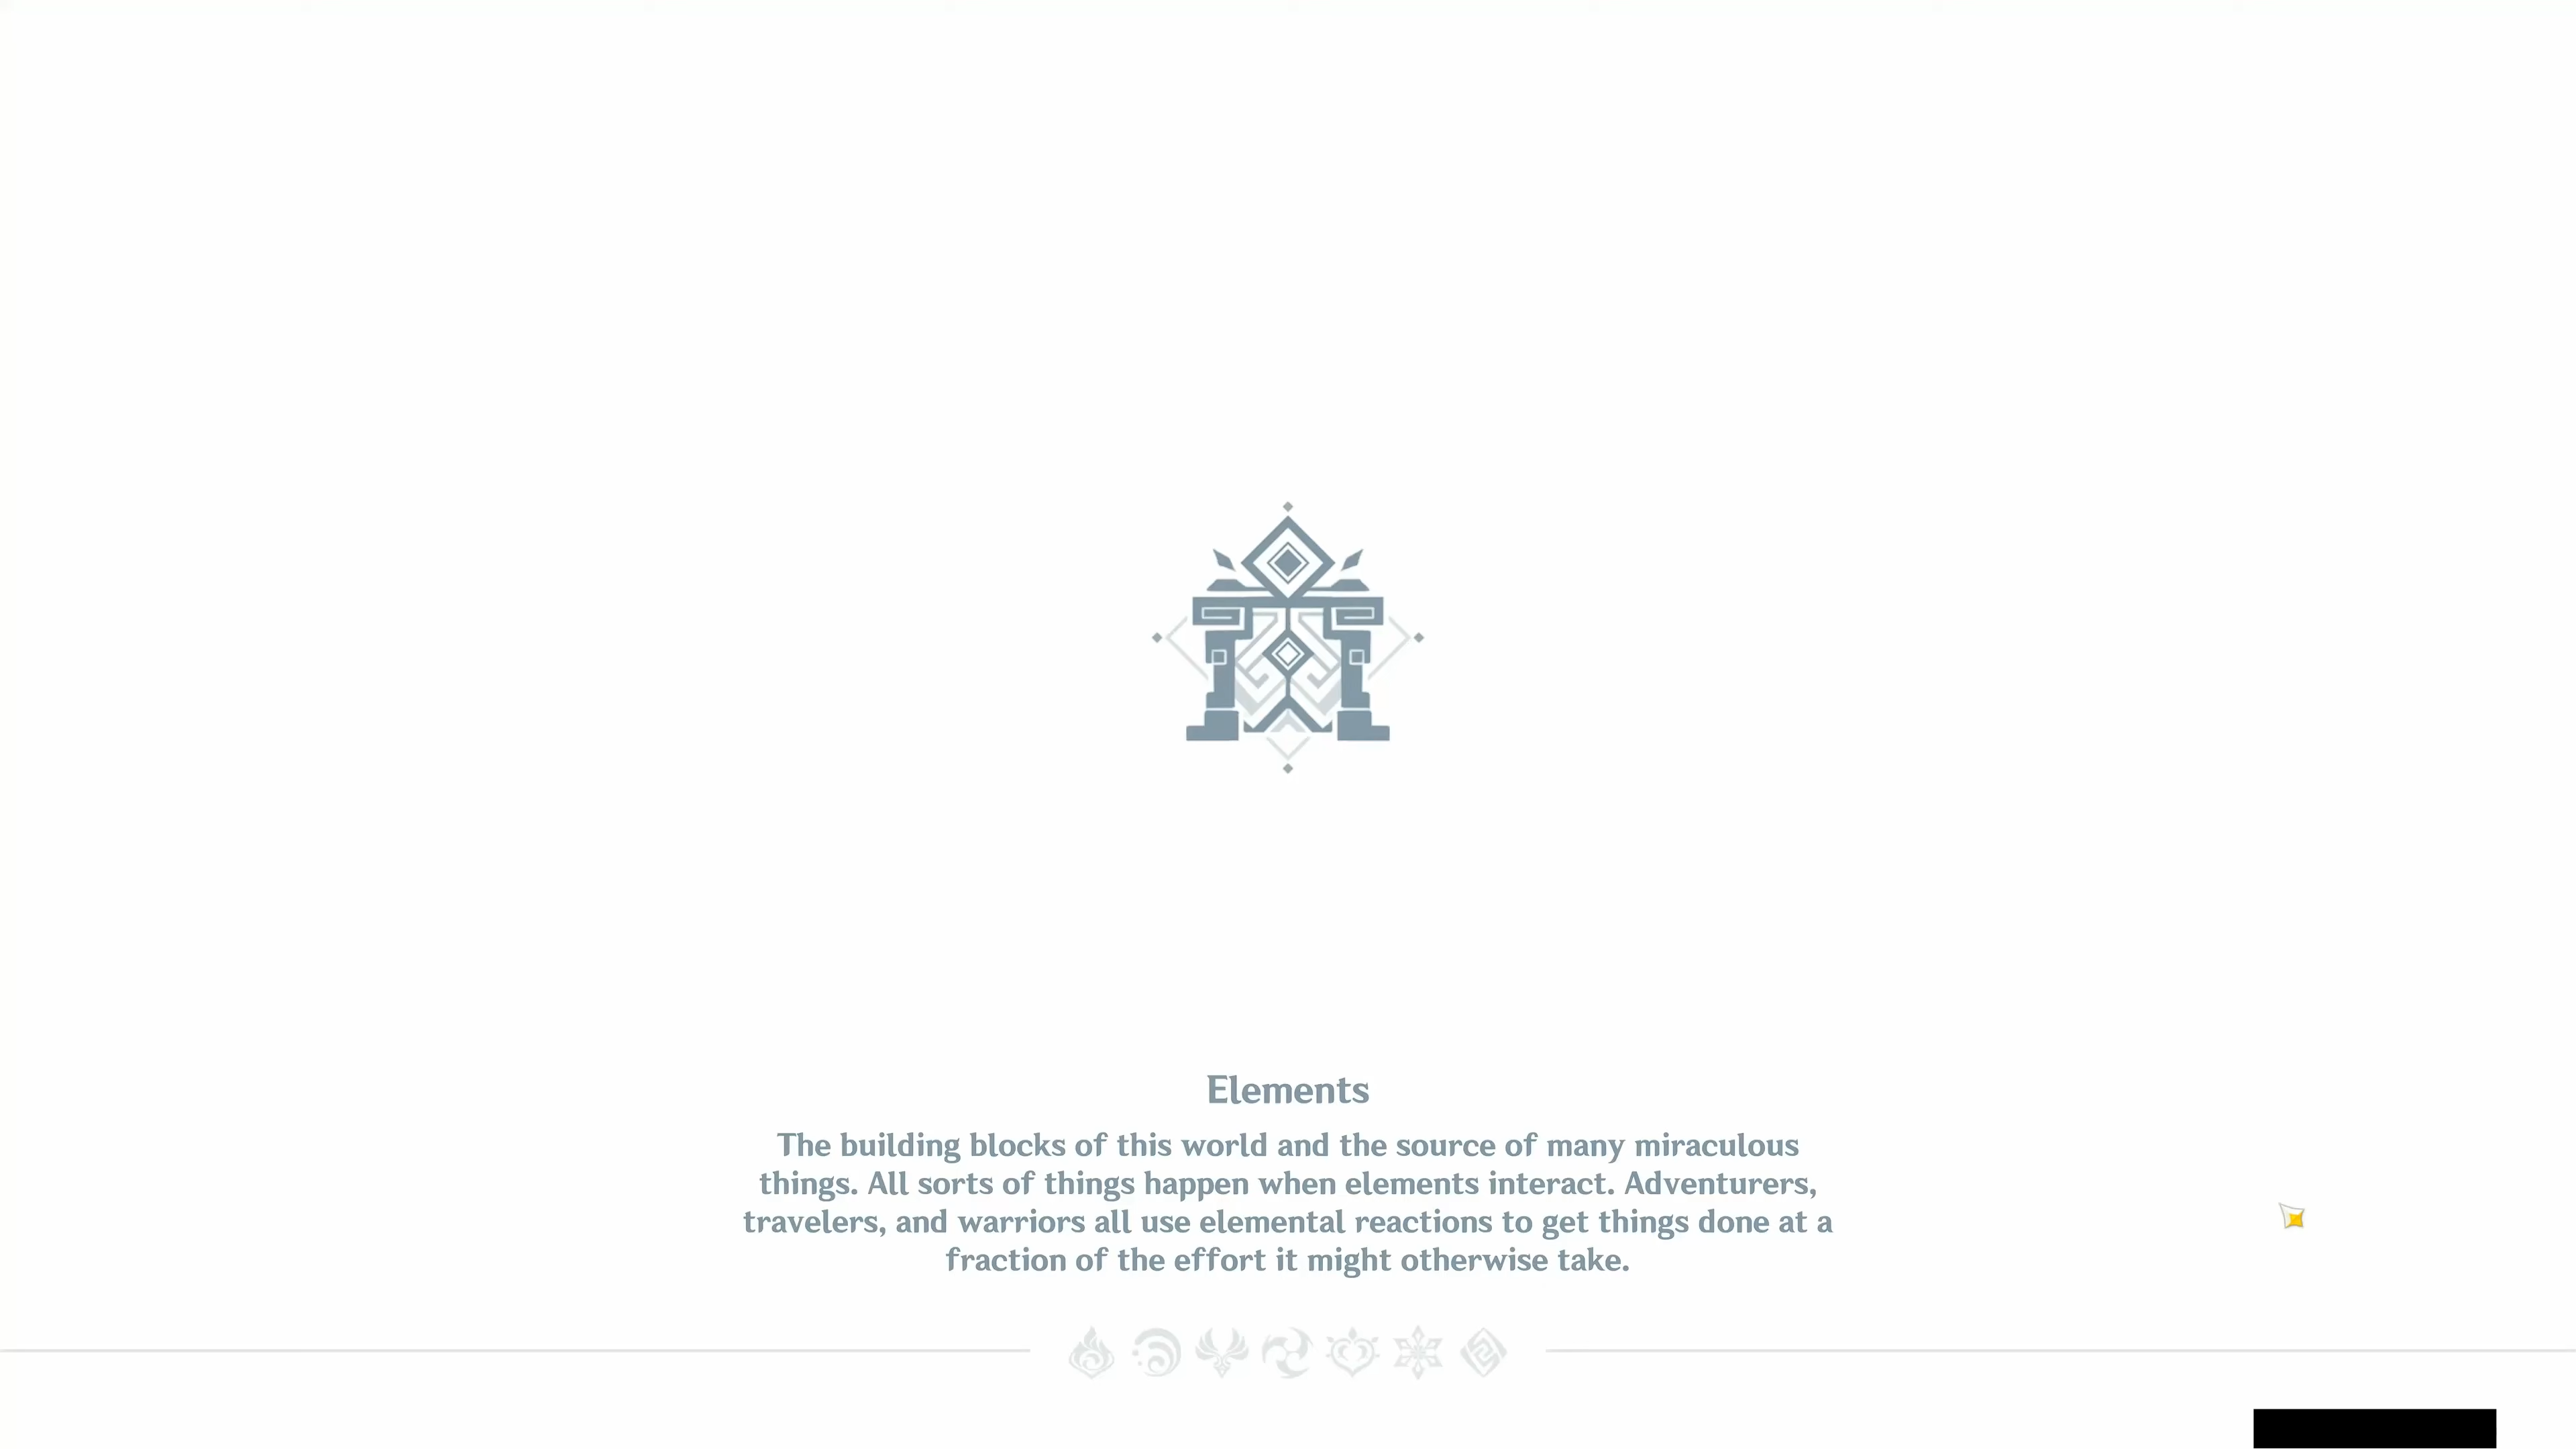 Elements
The building blocks of this world and the source of many miraculous
things. All sorts of things happen when elements interact. Adventurers,
travelers, and warriors all use elemental reactions to get things done at a
fraction of the effort it might otherwise take.